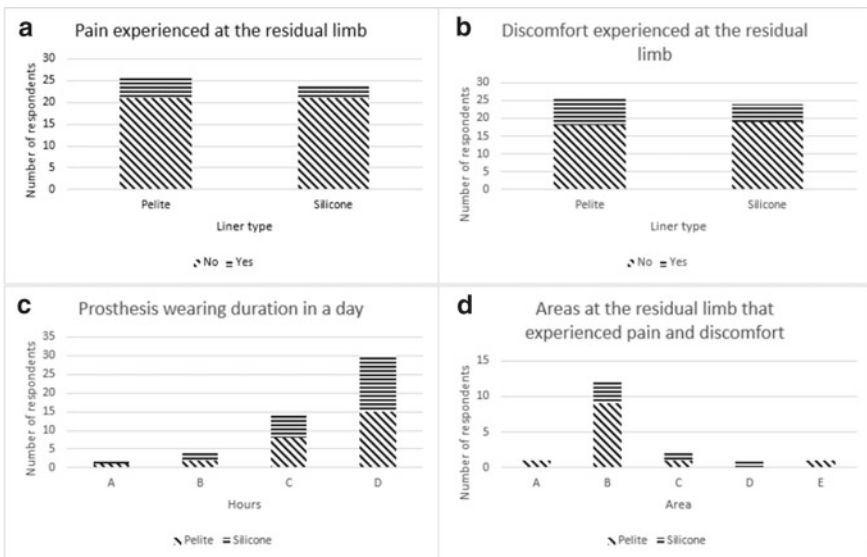 a
Pain experienced at the residual limb
Number of respondents
30
25
20
15
10
5
0
Pelite
Silicone
Liner type
No
Yes
b
Discomfort experienced at the residual
limb
Number of respondents
30
25
20
15
10
5
0
Pelite
Silicone
Liner type
No
Yes
c
Prosthesis wearing duration in a day
Number of respondents
35
30
25
20
15
10
5
0
A
B
C
D
Hours
Pelite
Silicone
d
Areas at the residual limb that
experienced pain and discomfort
Number of respondents
15
10
5
0
A
B
C
D
E
Area
Pelite
Silicone